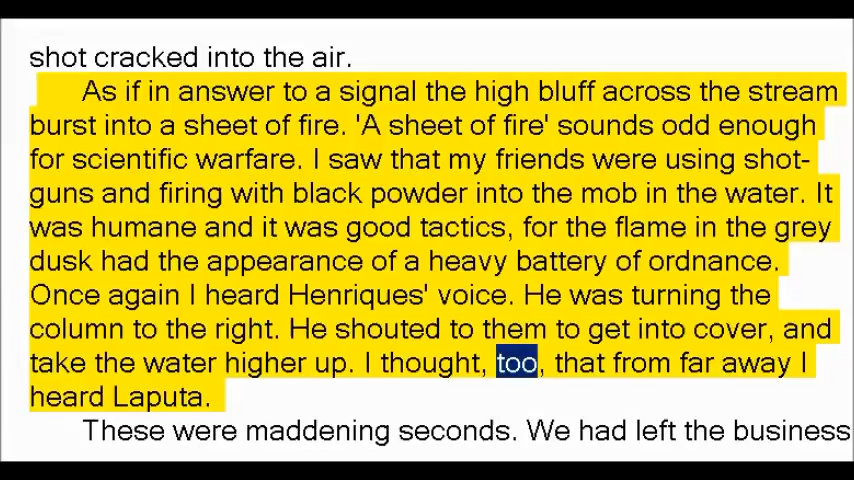 shot cracked into the air.
As if in answer to a signal the high bluff across the stream
burst into a sheet of fire. 'A sheet of fire' sounds odd enough
for scientific warfare. I saw that my friends were using shot-
guns and firing with black powder into the mob in the water. It
was humane and it was good tactics, for the flame in the grey
dusk had the appearance of a heavy battery of ordnance.
Once again I heard Henriques' voice. He was turning the
column to the right. He shouted to them to get into cover, and
take the water higher up. I thought, too, that from far away I
heard Laputa.
These were maddening seconds. We had left the business